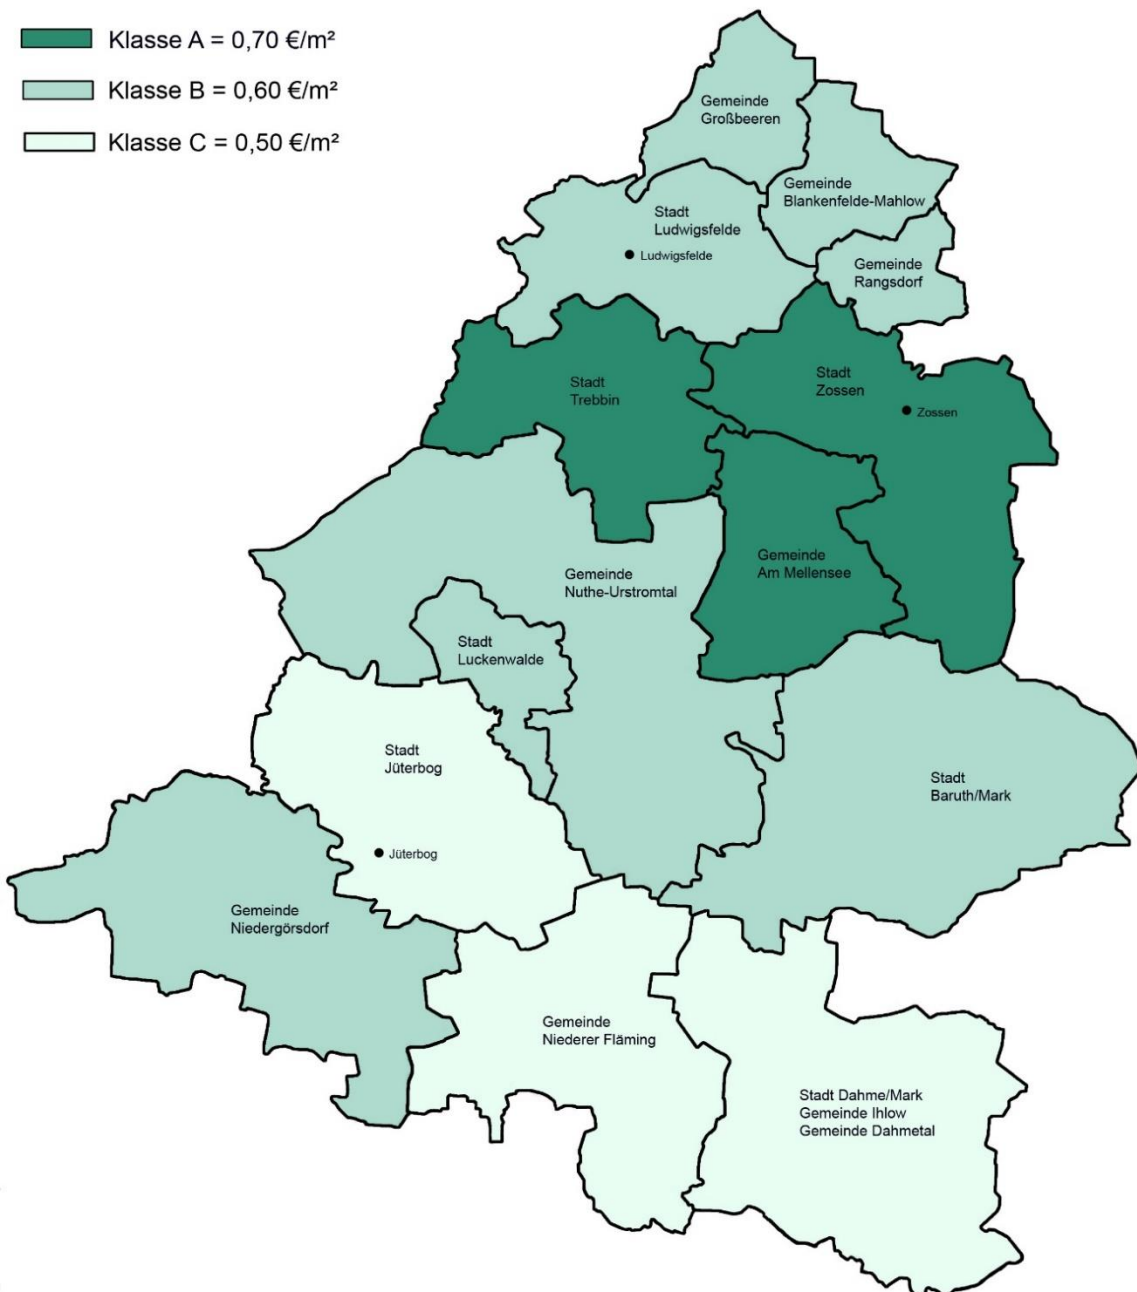 Klasse A = 0,70 €/m²
Klasse B = 0,60 €/m²
Klasse C = 0,50 €/m²
Gemeinde
Großbeeren
Gemeinde
Blankenfelde-Mahlow
Stadt
Ludwigsfelde
Ludwigsfelde
Gemeinde
Rangsdorf
Stadt
Trebbin
Stadt
Zossen
Zossen
Gemeinde
Am Mellensee
Gemeinde
Nuthe-Urstromtal
Stadt
Luckenwalde
Stadt
Jüterbog
Jüterbog
Stadt
Baruth/Mark
Gemeinde
Niedergörsdorf
Gemeinde
Niederer Fläming
Stadt Dahme/Mark
Gemeinde Ihlow
Gemeinde Dahmetal